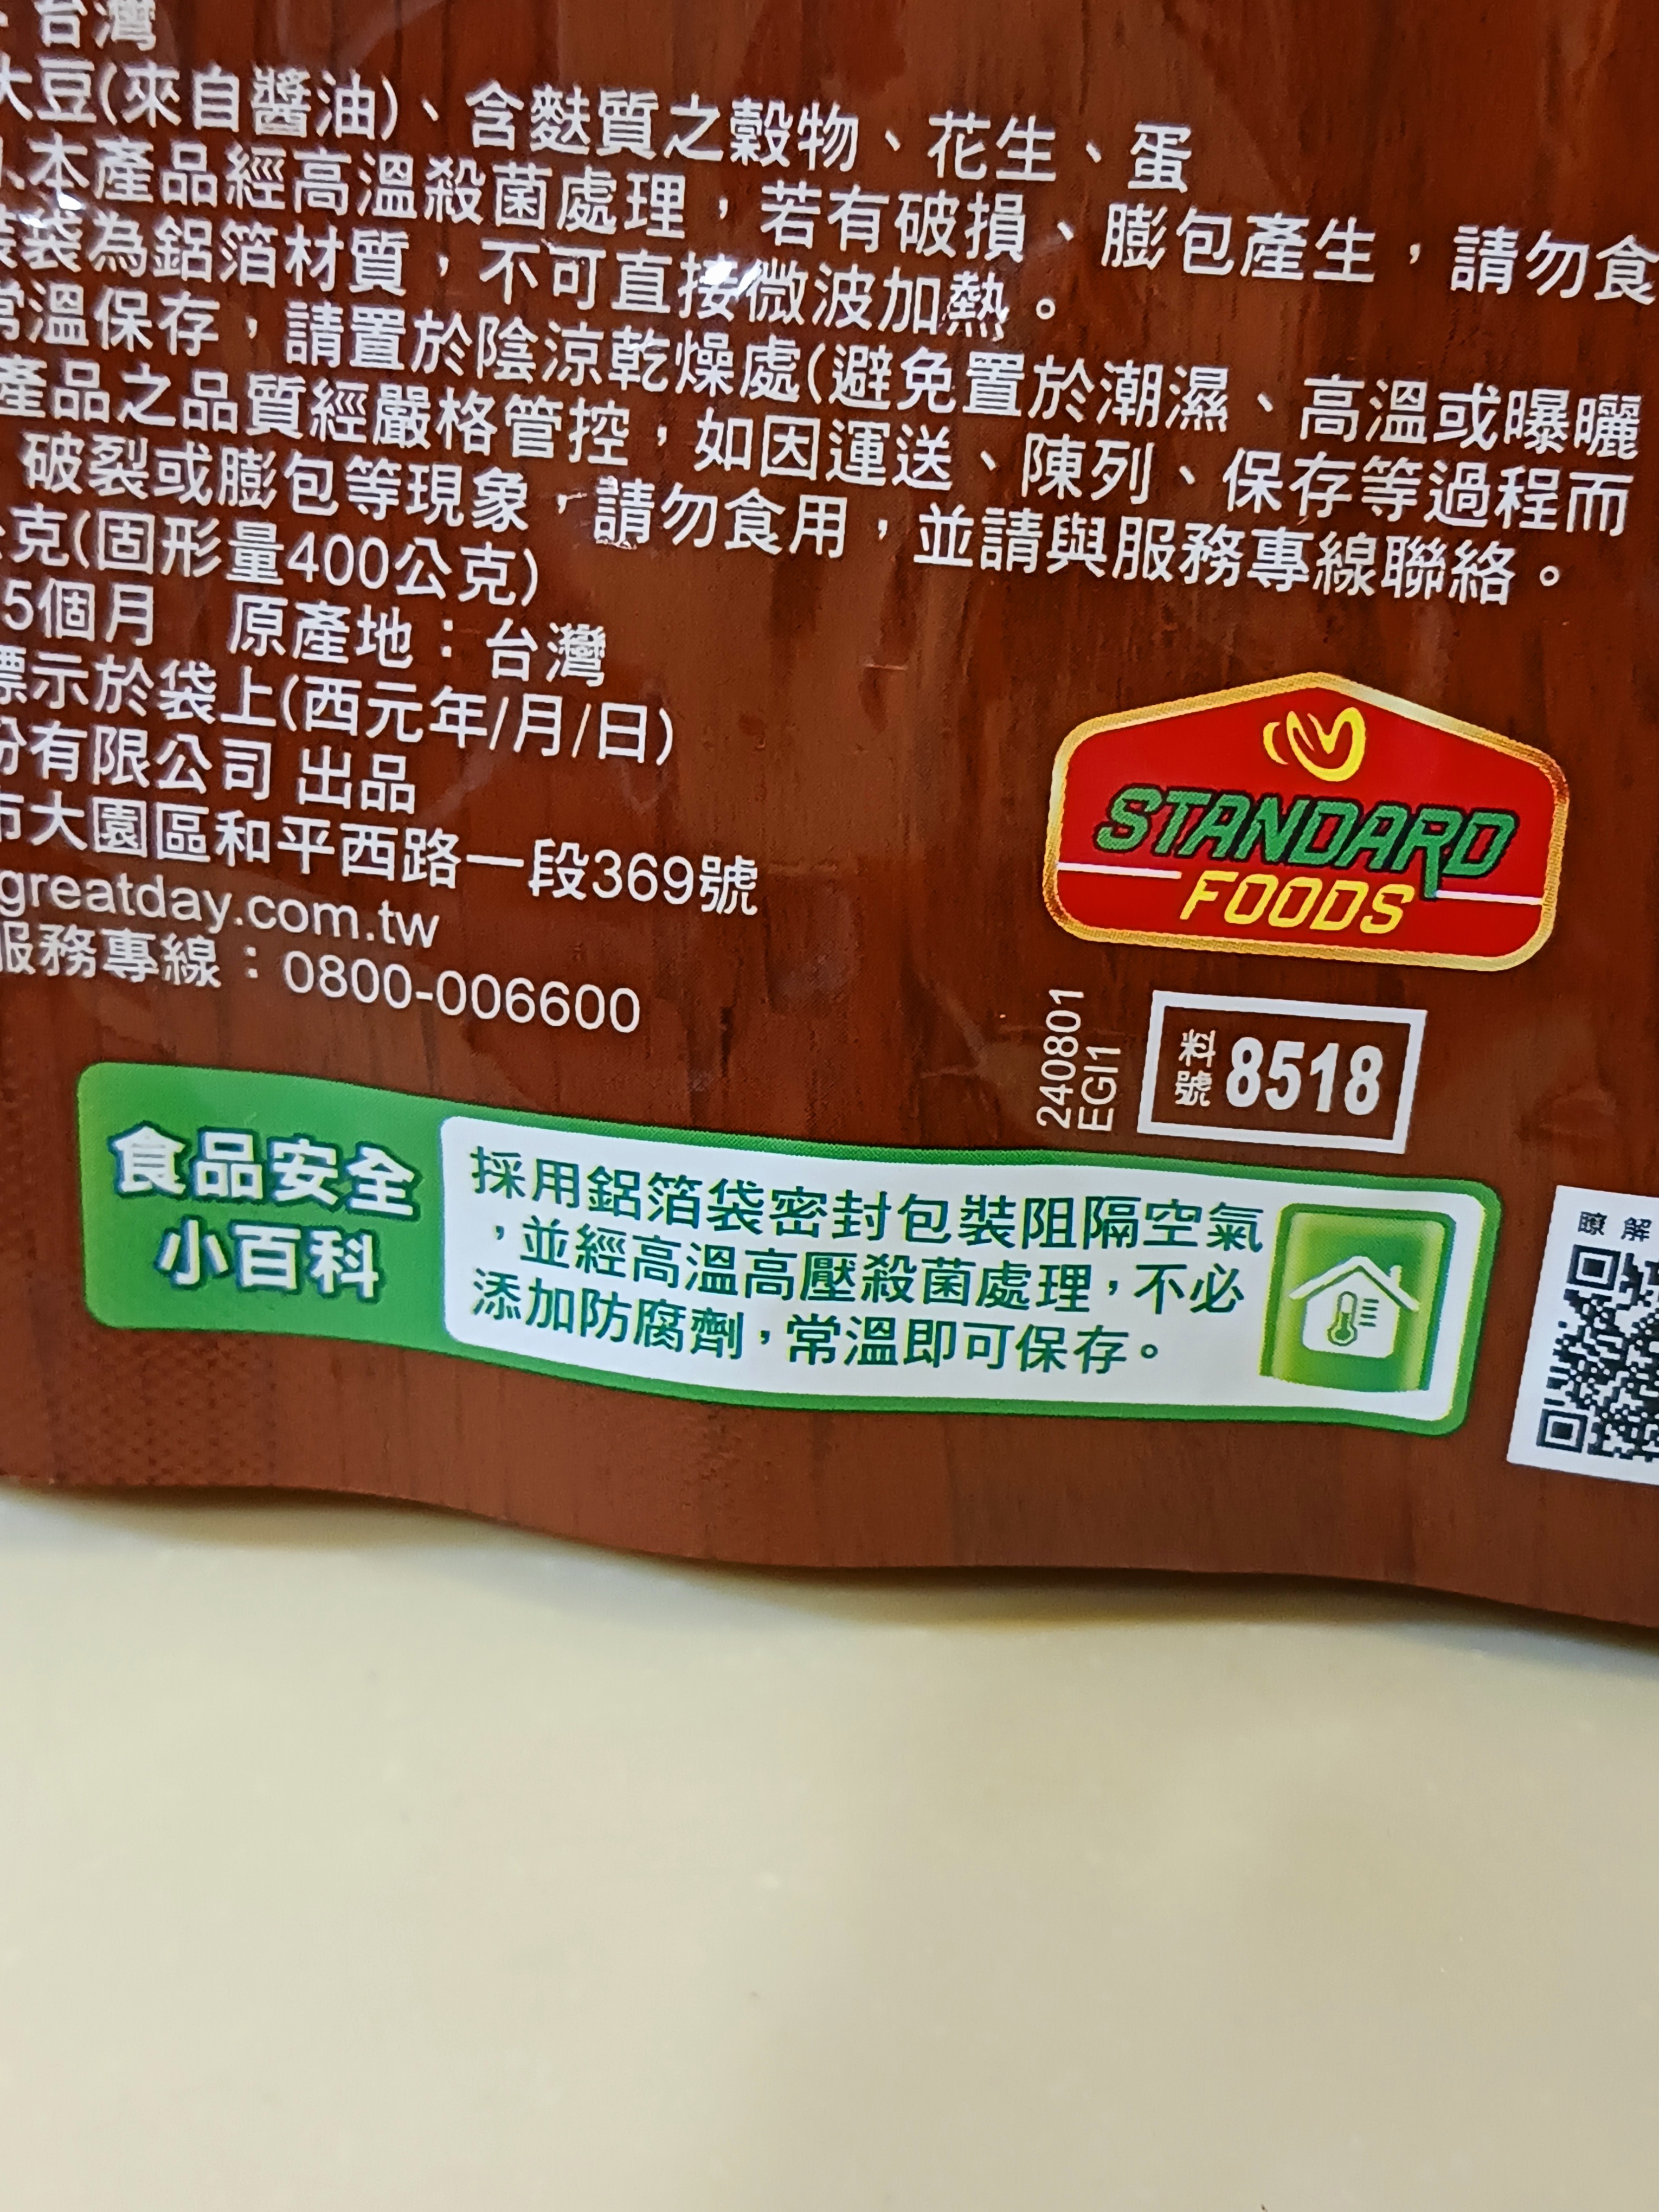 台灣
大豆(來自醬油)、含麩質之穀物、花生、蛋
1.本產品經高溫殺菌處理，若有破損、膨包產生，請勿食
裝袋為鋁箔材質，不可直接微波加熱。
常溫保存，請置於陰涼乾燥處(避免置於潮濕、高溫或曝曬
產品之品質經嚴格管控，如因運送、陳列、保存等過程而
破裂或膨包等現象，請勿食用，並請與服務專線聯絡。
克(固形量400公克)
5個月 原產地：台灣
標示於袋上(西元年/月/日)
份有限公司 出品
市大園區和平西路一段369號
greatday.com.tw
服務專線：0800-006600
STANDARD
FOODS
240801
EGI1
料號 8518
食品安全
小百科
採用鋁箔袋密封包裝阻隔空氣
，並經高溫高壓殺菌處理，不必
添加防腐劑，常溫即可保存。
瞭解